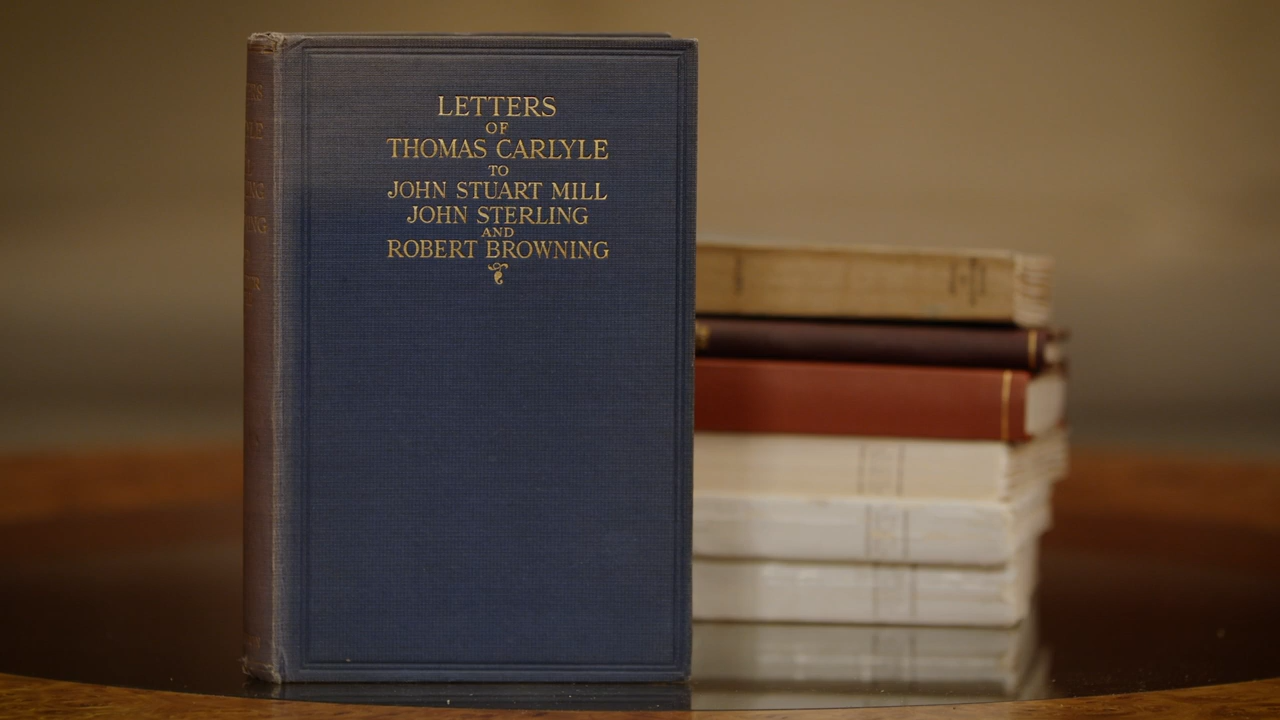 LETTERS
OF
THOMAS CARLYLE
TO
JOHN STUART MILL
JOHN STERLING
AND
ROBERT BROWNING